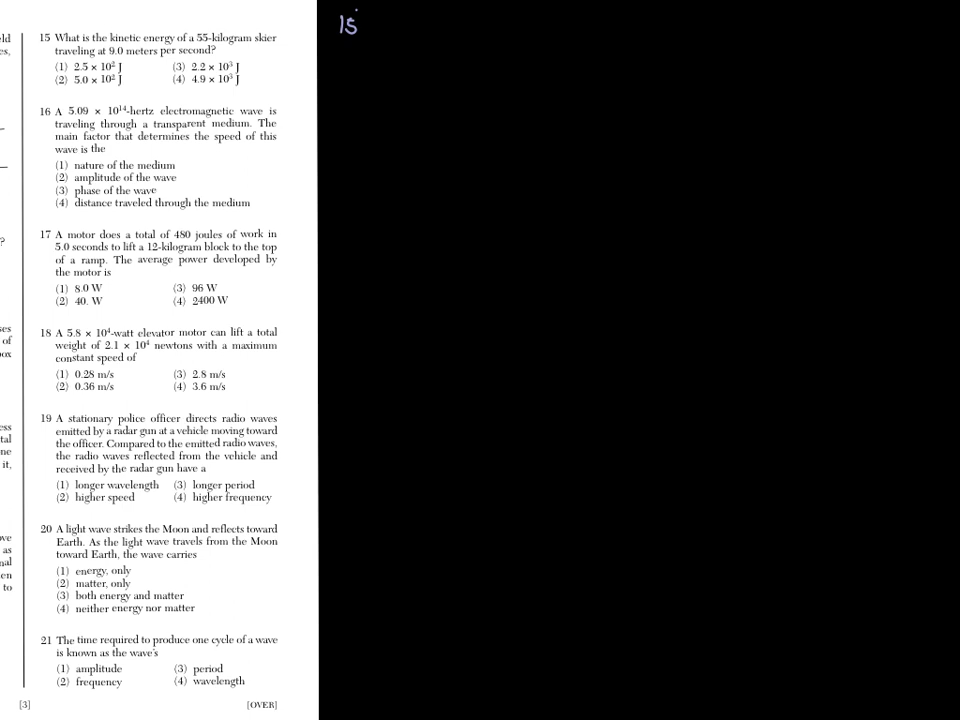 eld
es,
?
ses
of
box
ess
tal
ne
it,
ove
as
nal
en
to
[3]
15 What is the kinetic energy of a 55-kilogram skier
traveling at 9.0 meters per second?
(1) 2.5 × 10² J (3) 2.2 × 10³ J
(2) 5.0 × 10² J (4) 4.9 × 10³ J
16 A 5.09 × 10¹⁴-hertz electromagnetic wave is
traveling through a transparent medium. The
main factor that determines the speed of this
wave is the
(1) nature of the medium
(2) amplitude of the wave
(3) phase of the wave
(4) distance traveled through the medium
17 A motor does a total of 480 joules of work in
5.0 seconds to lift a 12-kilogram block to the top
of a ramp. The average power developed by
the motor is
(1) 8.0 W (3) 96 W
(2) 40. W (4) 2400 W
18 A 5.8 × 10⁴-watt elevator motor can lift a total
weight of 2.1 × 10⁴ newtons with a maximum
constant speed of
(1) 0.28 m/s (3) 2.8 m/s
(2) 0.36 m/s (4) 3.6 m/s
19 A stationary police officer directs radio waves
emitted by a radar gun at a vehicle moving toward
the officer. Compared to the emitted radio waves,
the radio waves reflected from the vehicle and
received by the radar gun have a
(1) longer wavelength (3) longer period
(2) higher speed (4) higher frequency
20 A light wave strikes the Moon and reflects toward
Earth. As the light wave travels from the Moon
toward Earth, the wave carries
(1) energy, only
(2) matter, only
(3) both energy and matter
(4) neither energy nor matter
21 The time required to produce one cycle of a wave
is known as the wave's
(1) amplitude (3) period
(2) frequency (4) wavelength
[OVER]
15